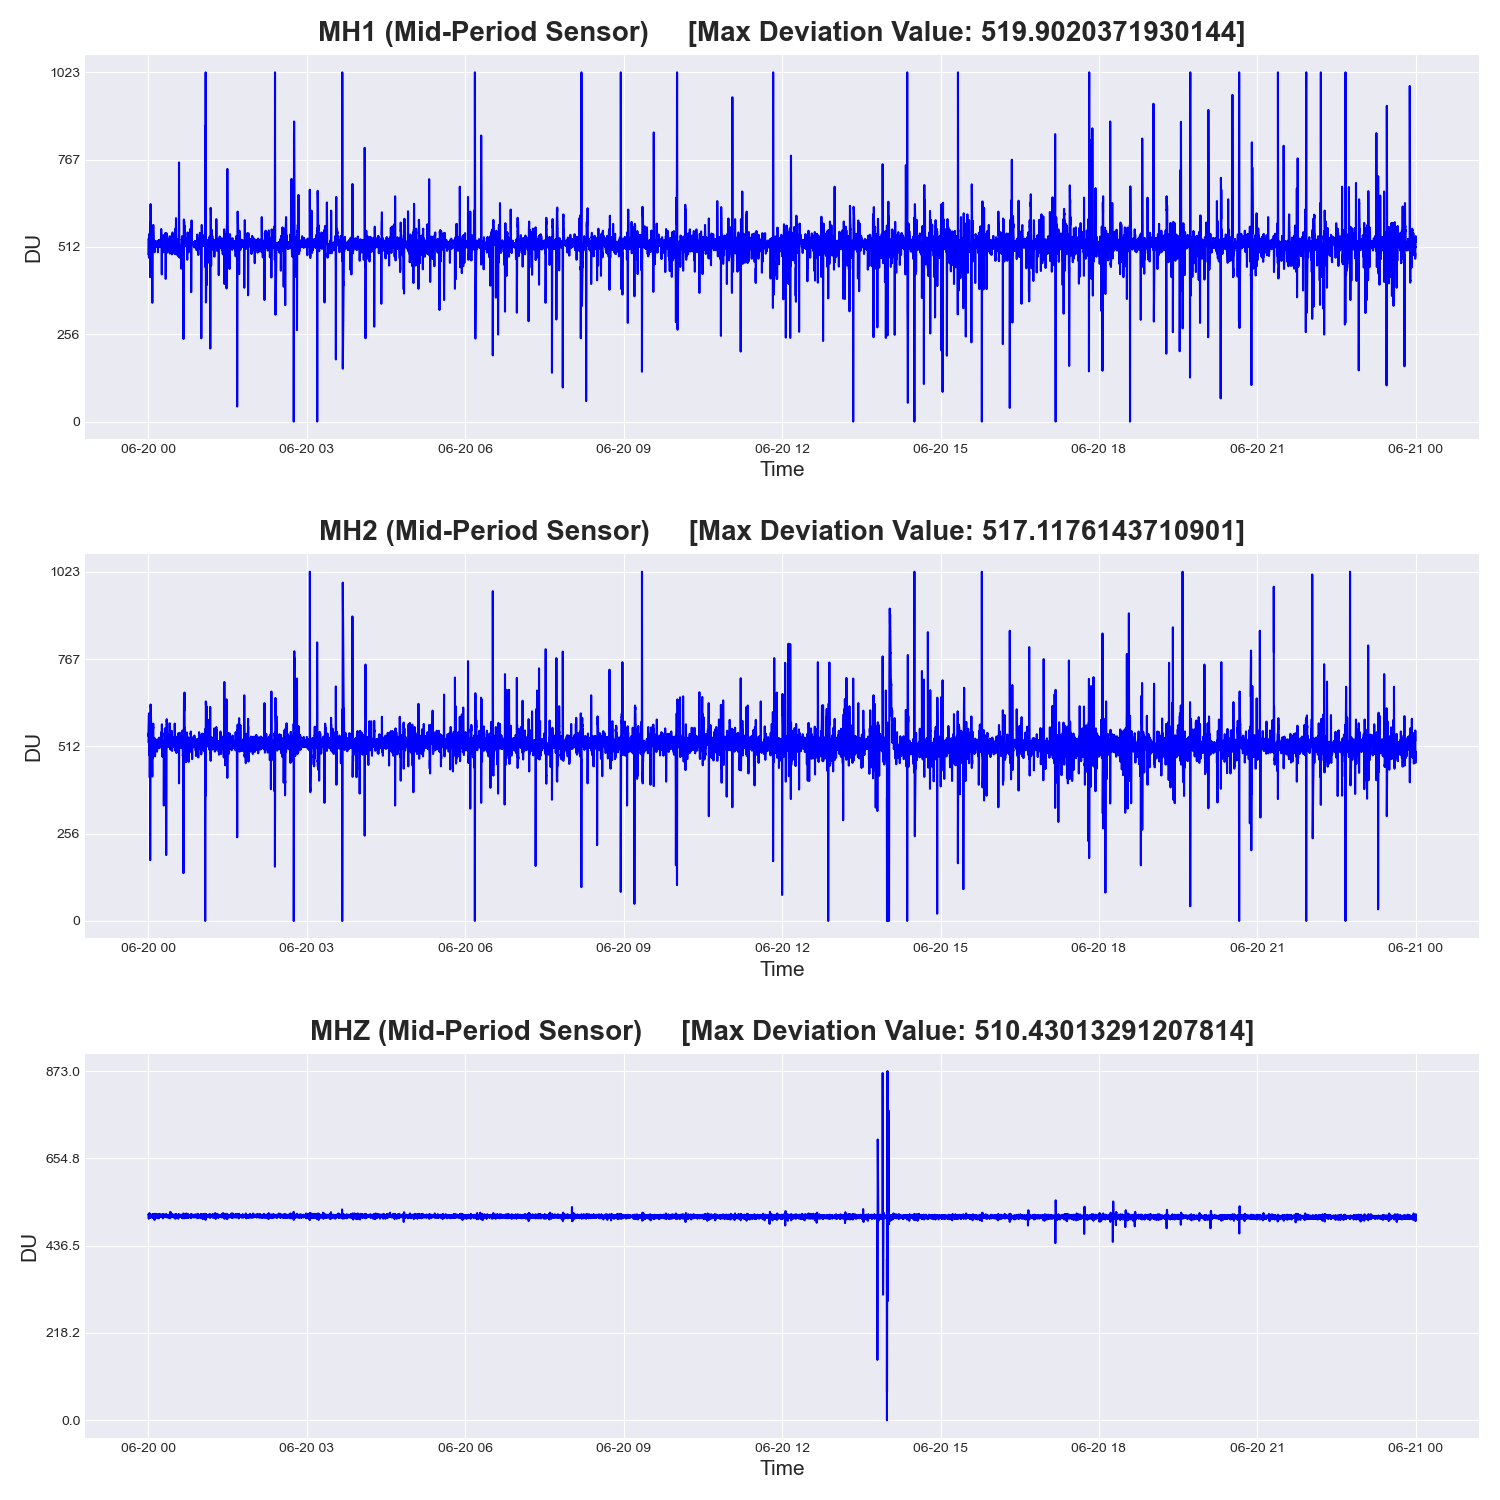 MH1 (Mid-Period Sensor) [Max Deviation Value: 519.9020371930144]
1023
767
512
256
0
DU
06-20 00 06-20 03 06-20 06 06-20 09 06-20 12 06-20 15 06-20 18 06-20 21 06-21 00
Time
MH2 (Mid-Period Sensor) [Max Deviation Value: 517.1176143710901]
1023
767
512
256
0
DU
06-20 00 06-20 03 06-20 06 06-20 09 06-20 12 06-20 15 06-20 18 06-20 21 06-21 00
Time
MHZ (Mid-Period Sensor) [Max Deviation Value: 510.43013291207814]
873.0
654.8
436.5
218.2
0.0
DU
06-20 00 06-20 03 06-20 06 06-20 09 06-20 12 06-20 15 06-20 18 06-20 21 06-21 00
Time